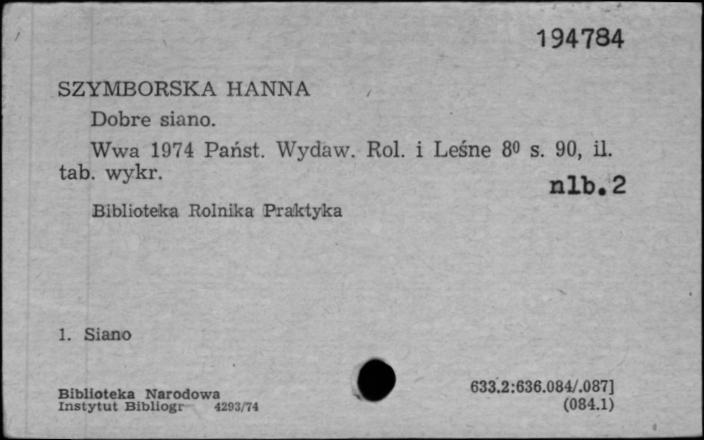 194784
SZYMBORSKA HANNA
Dobre siano.
Wwa 1974 Państ. Wydaw. Rol. i Leśne 8⁰ s. 90, il.
tab. wykr.
nlb.2
Biblioteka Rolnika Praktyka
1. Siano
Biblioteka Narodowa
Instytut Bibliogr 4293/74
633.2:636.084/.087]
(084.1)